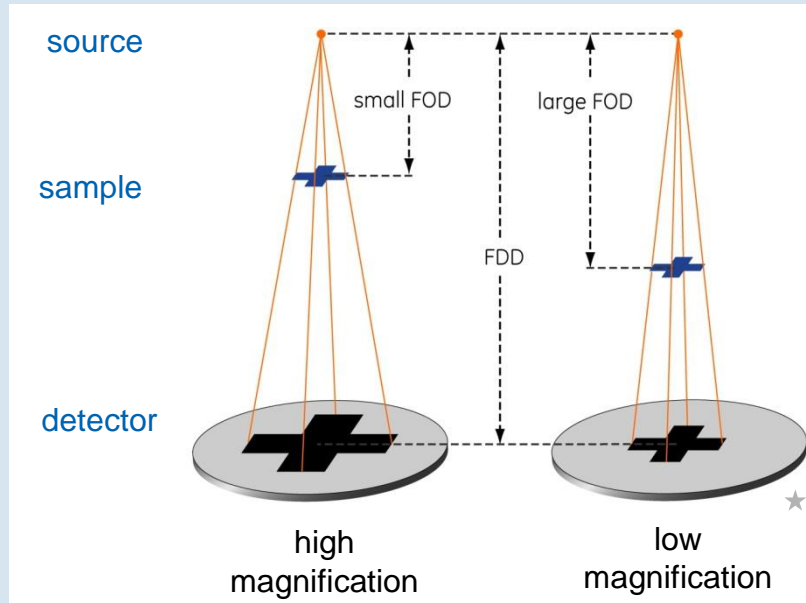 source
small FOD
large FOD
sample
FDD
detector
high
magnification
low
magnification